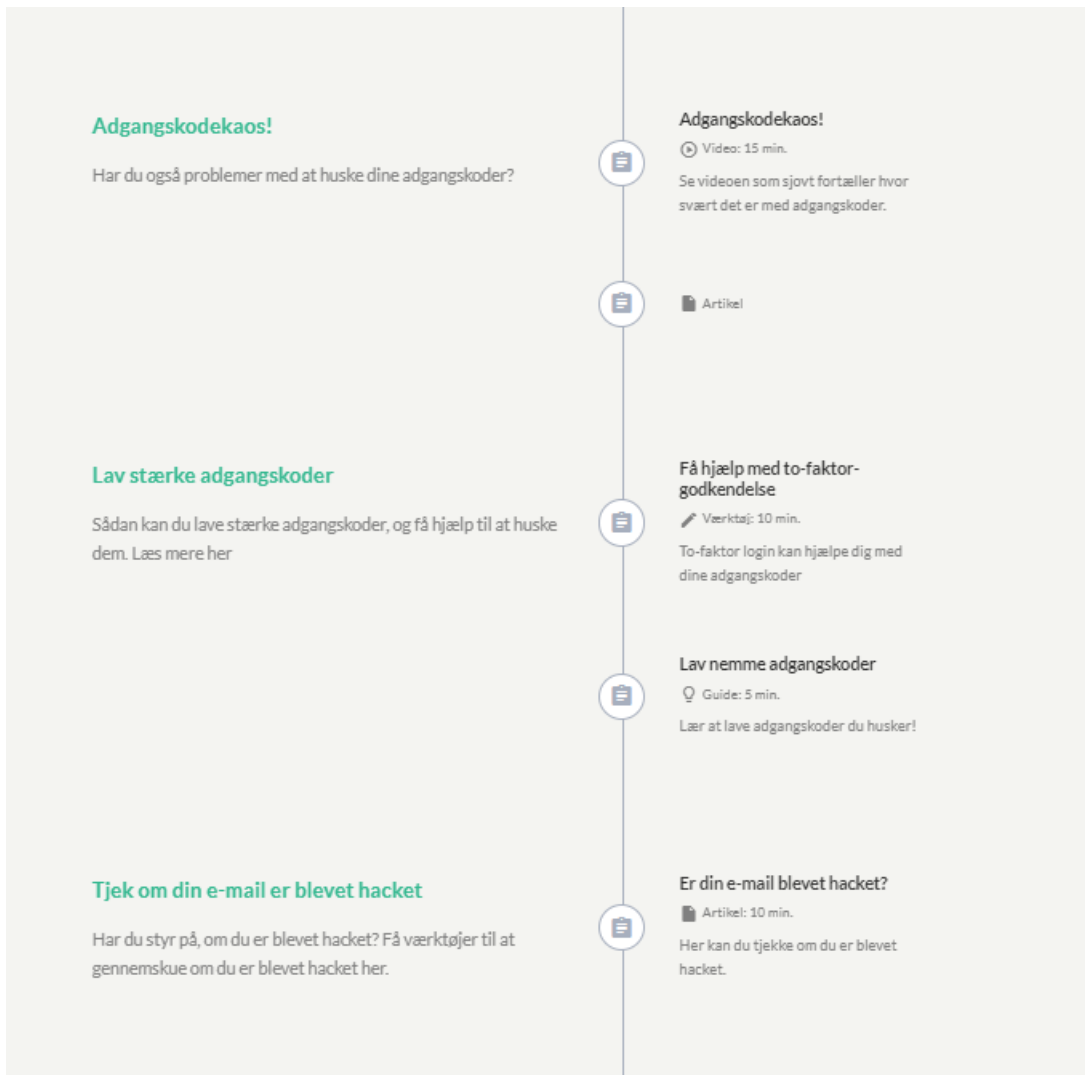 Adgangskodekaos!
Har du også problemer med at huske dine adgangskoder?
Adgangskodekaos!
Video: 15 min.
Se videoen som sjovt fortæller hvor
svært det er med adgangskoder.
Artikel
Lav stærke adgangskoder
Sådan kan du lave stærke adgangskoder, og få hjælp til at huske
dem. Læs mere her
Få hjælp med to-faktor-
godkendelse
Værktøj: 10 min.
To-faktor login kan hjælpe dig med
dine adgangskoder
Lav nemme adgangskoder
Guide: 5 min.
Lær at lave adgangskoder du husker!
Tjek om din e-mail er blevet hacket
Har du styr på, om du er blevet hacket? Få værktøjer til at
gennemskue om du er blevet hacket her.
Er din e-mail blevet hacket?
Artikel: 10 min.
Her kan du tjekke om du er blevet
hacket.